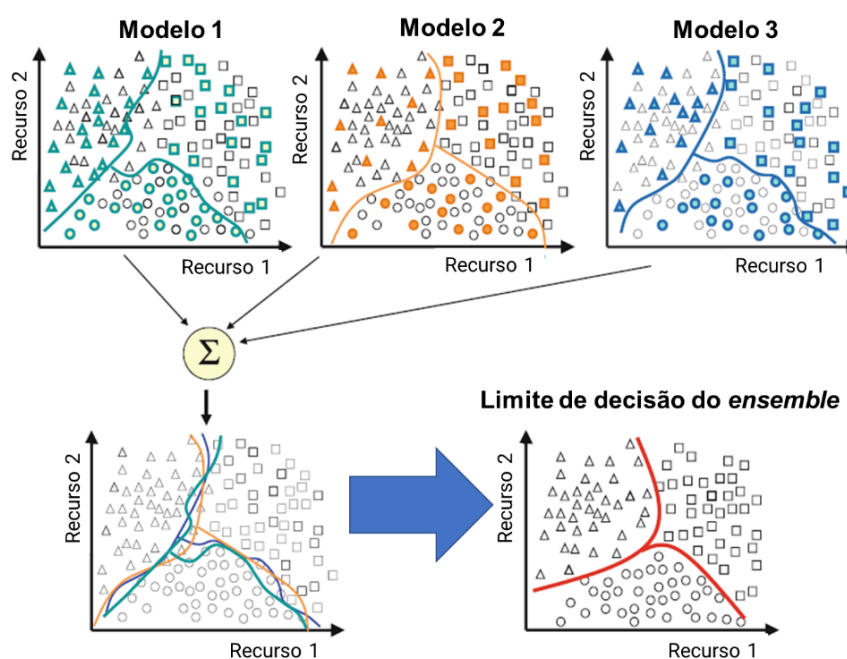 Modelo 1
Modelo 2
Modelo 3
Recurso 2
Recurso 1
Recurso 2
Recurso 1
Recurso 2
Recurso 1
Σ
Limite de decisão do ensemble
Recurso 2
Recurso 1
Recurso 2
Recurso 1